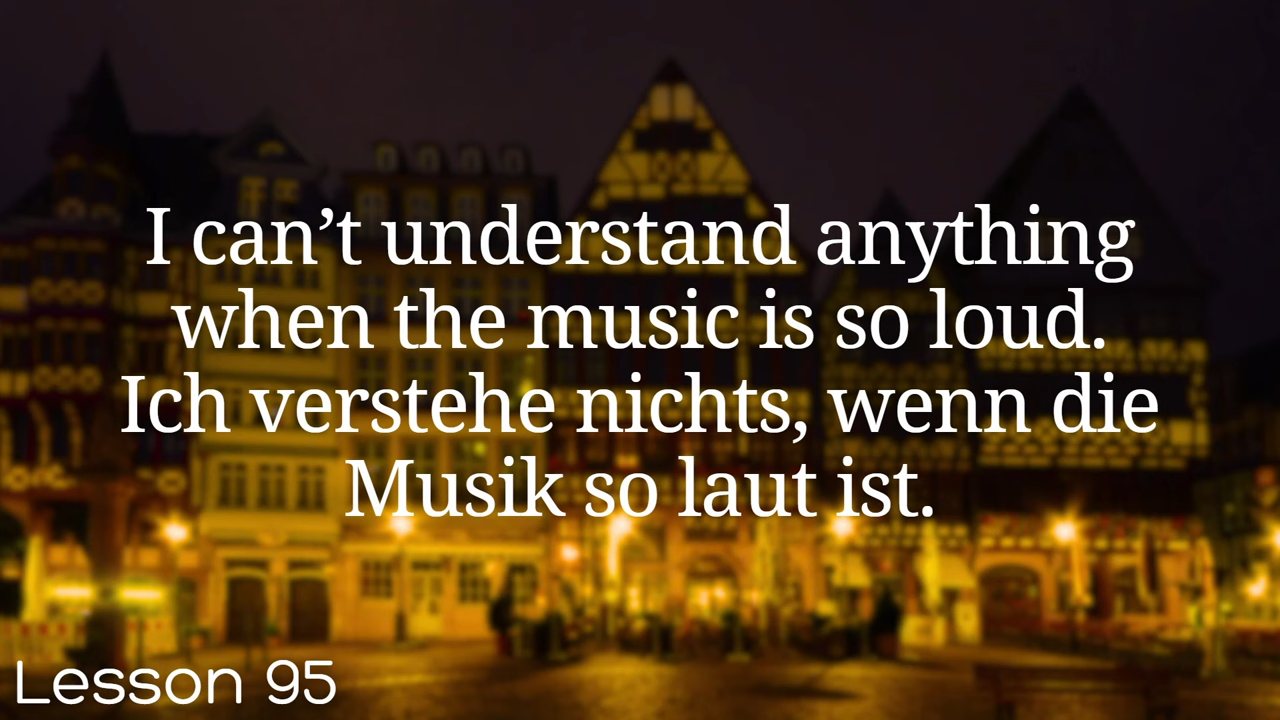 I can’t understand anything
when the music is so loud.
Ich verstehe nichts, wenn die
Musik so laut ist.
Lesson 95